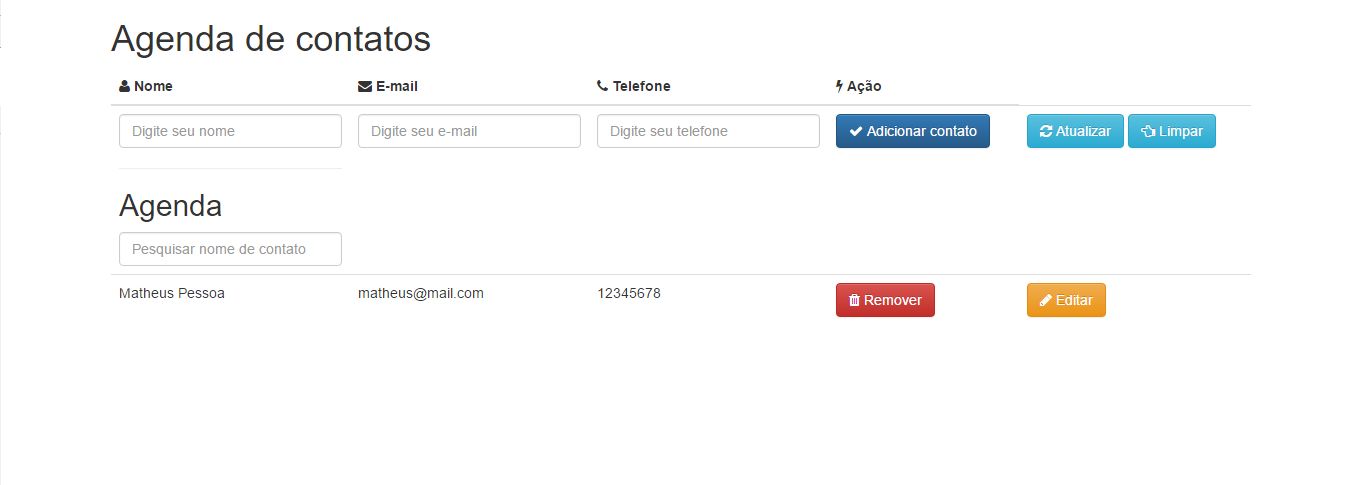 Agenda de contatos
Nome E-mail Telefone Ação
Digite seu nome Digite seu e-mail Digite seu telefone Adicionar contato Atualizar Limpar
Agenda
Pesquisar nome de contato
Matheus Pessoa matheus@mail.com 12345678 Remover Editar